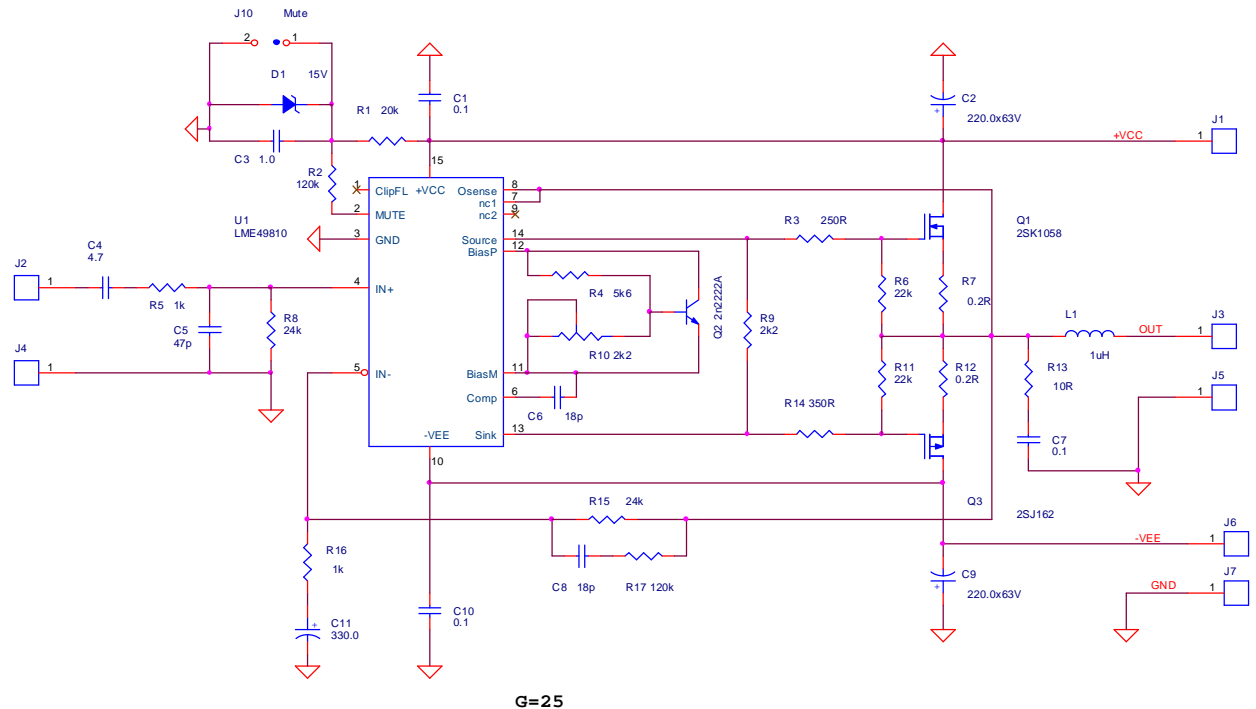 J10 Mute
2 1
D1 15V
R1 20k
C1
0.1
C2
220.0x63V
J1
+VCC 1
C3 1.0
R2
120k
15
+VCC
1 ClipFL
2 MUTE
3 GND
4 IN+
5 IN-
Osense 8
nc1 7
nc2 9
Source 14
BiasP 12
BiasM 11
Comp 6
Sink 13
-VEE
10
U1
LME49810
C4
4.7
J2
1
R5 1k
C5
47p
R8
24k
J4
1
R3 250R
R4 5k6
R10 2k2
Q2 2n2222A
R9
2k2
C6 18p
R14 350R
Q1
2SK1058
R6
22k
R7
0.2R
R11
22k
R12
0.2R
L1
1uH
OUT 1
J3
R13
10R
J5
1
C7
0.1
Q3
2SJ162
R15 24k
C8 18p R17 120k
R16
1k
C11
330.0
C10
0.1
C9
220.0x63V
J6
-VEE 1
J7
GND 1
+
+
+
G=25